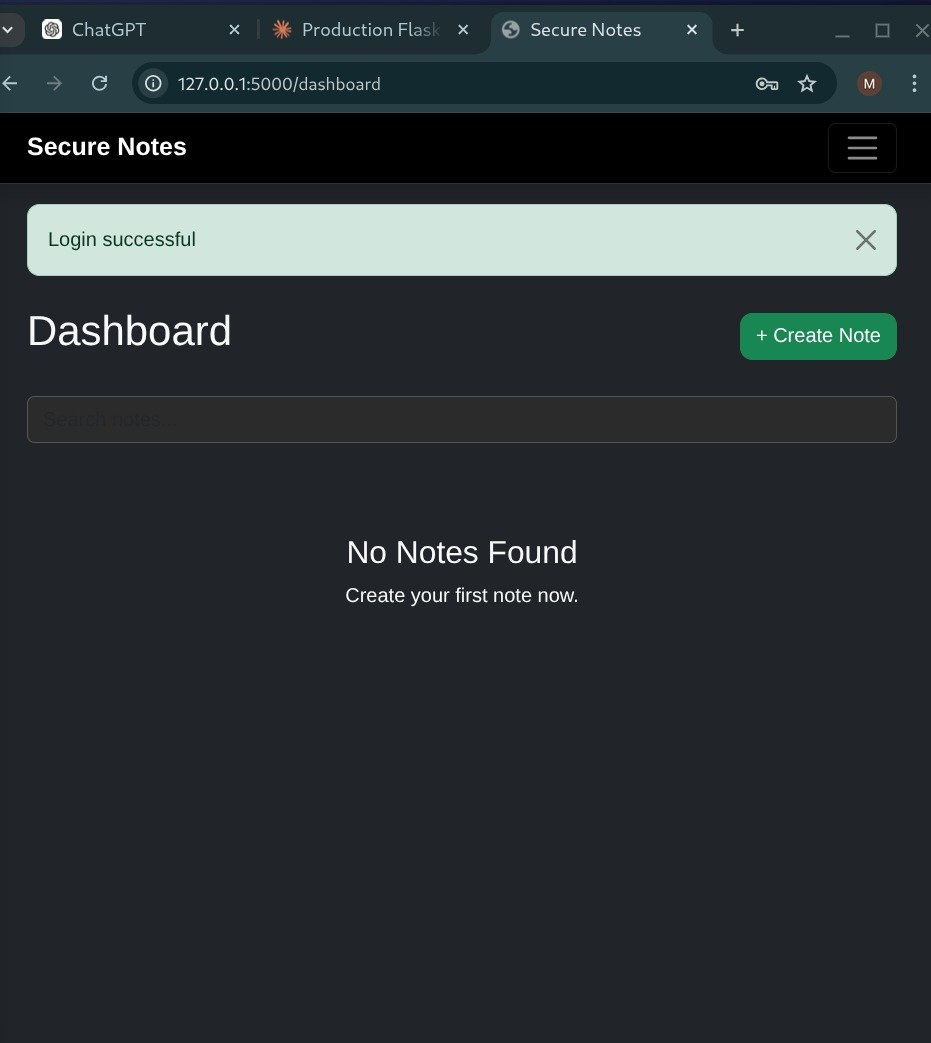 ChatGPT
Production Flask
Secure Notes
127.0.0.1:5000/dashboard
M
Secure Notes
Login successful
Dashboard
+ Create Note
Search notes...
No Notes Found
Create your first note now.